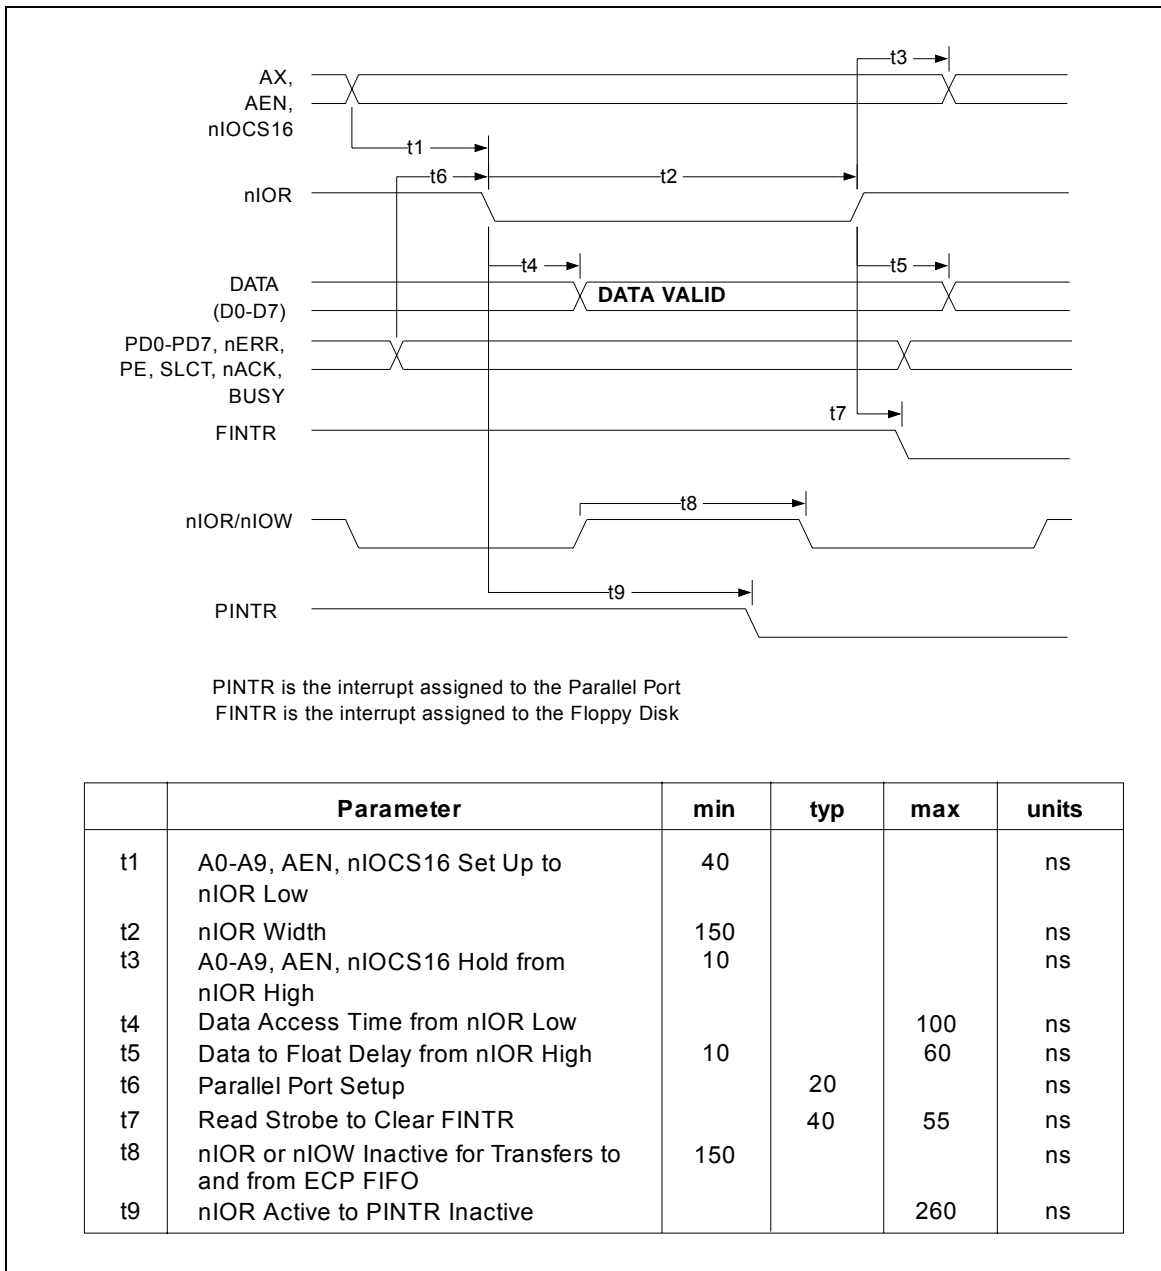 t3
AX,
AEN,
nIOCS16
t1
t6
t2
nIOR
t4
t5
DATA
(D0-D7)
DATA VALID
PD0-PD7, nERR,
PE, SLCT, nACK,
BUSY
t7
FINTR
t8
nIOR/nIOW
t9
PINTR
PINTR is the interrupt assigned to the Parallel Port
FINTR is the interrupt assigned to the Floppy Disk
Parameter min typ max units
t1 A0-A9, AEN, nIOCS16 Set Up to 40 ns
nIOR Low
t2 nIOR Width 150 ns
t3 A0-A9, AEN, nIOCS16 Hold from 10 ns
nIOR High
t4 Data Access Time from nIOR Low 100 ns
t5 Data to Float Delay from nIOR High 10 60 ns
t6 Parallel Port Setup 20 ns
t7 Read Strobe to Clear FINTR 40 55 ns
t8 nIOR or nIOW Inactive for Transfers to 150 ns
and from ECP FIFO
t9 nIOR Active to PINTR Inactive 260 ns